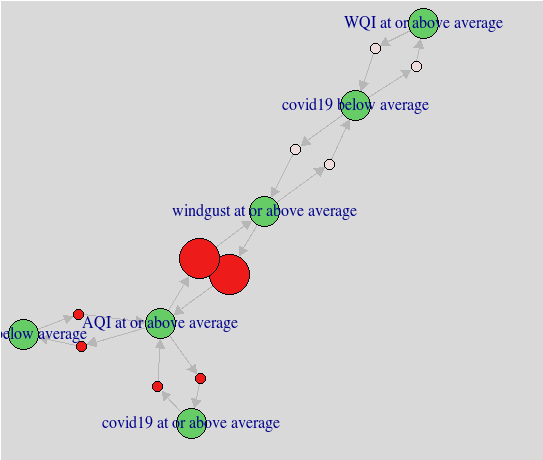 WQI at or above average
covid19 below average
windgust at or above average
AQI at or above average
below average
covid19 at or above average